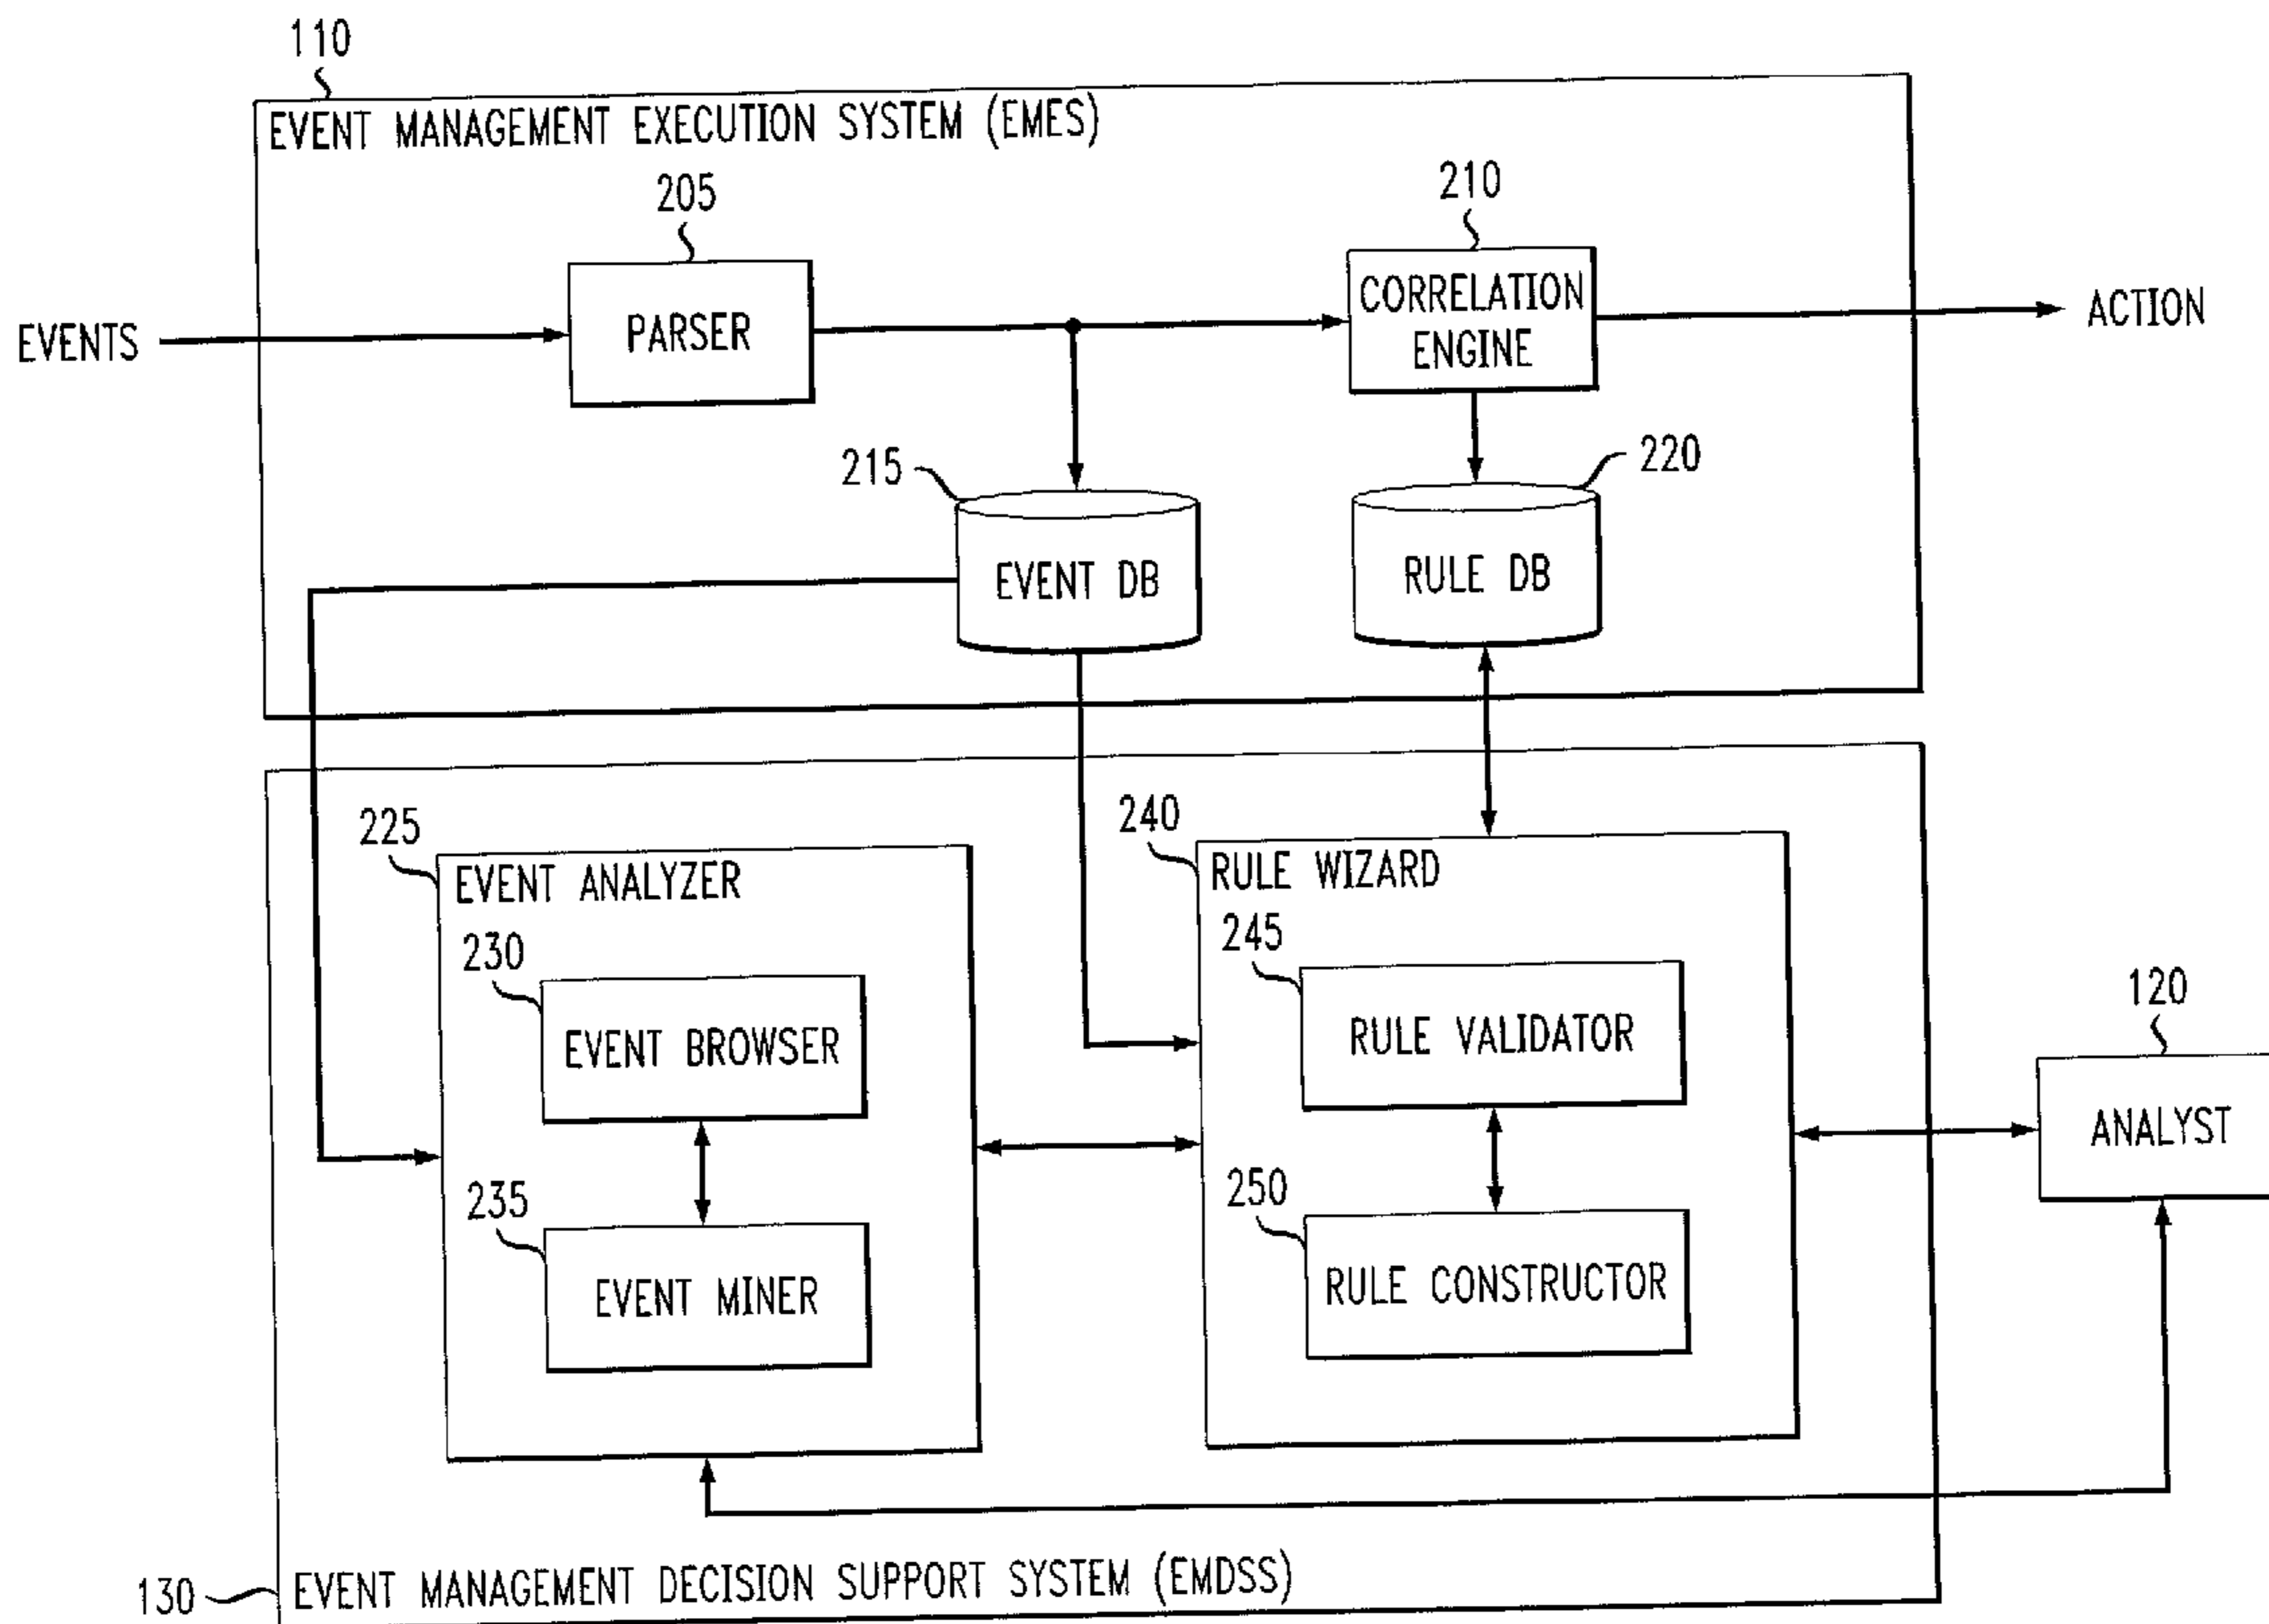 110
EVENT MANAGEMENT EXECUTION SYSTEM (EMES)
205
210
PARSER
CORRELATION
ENGINE
EVENTS
ACTION
215
220
EVENT DB
RULE DB
225
240
EVENT ANALYZER
RULE WIZARD
230
245
EVENT BROWSER
RULE VALIDATOR
120
ANALYST
235
250
EVENT MINER
RULE CONSTRUCTOR
130
EVENT MANAGEMENT DECISION SUPPORT SYSTEM (EMDSS)